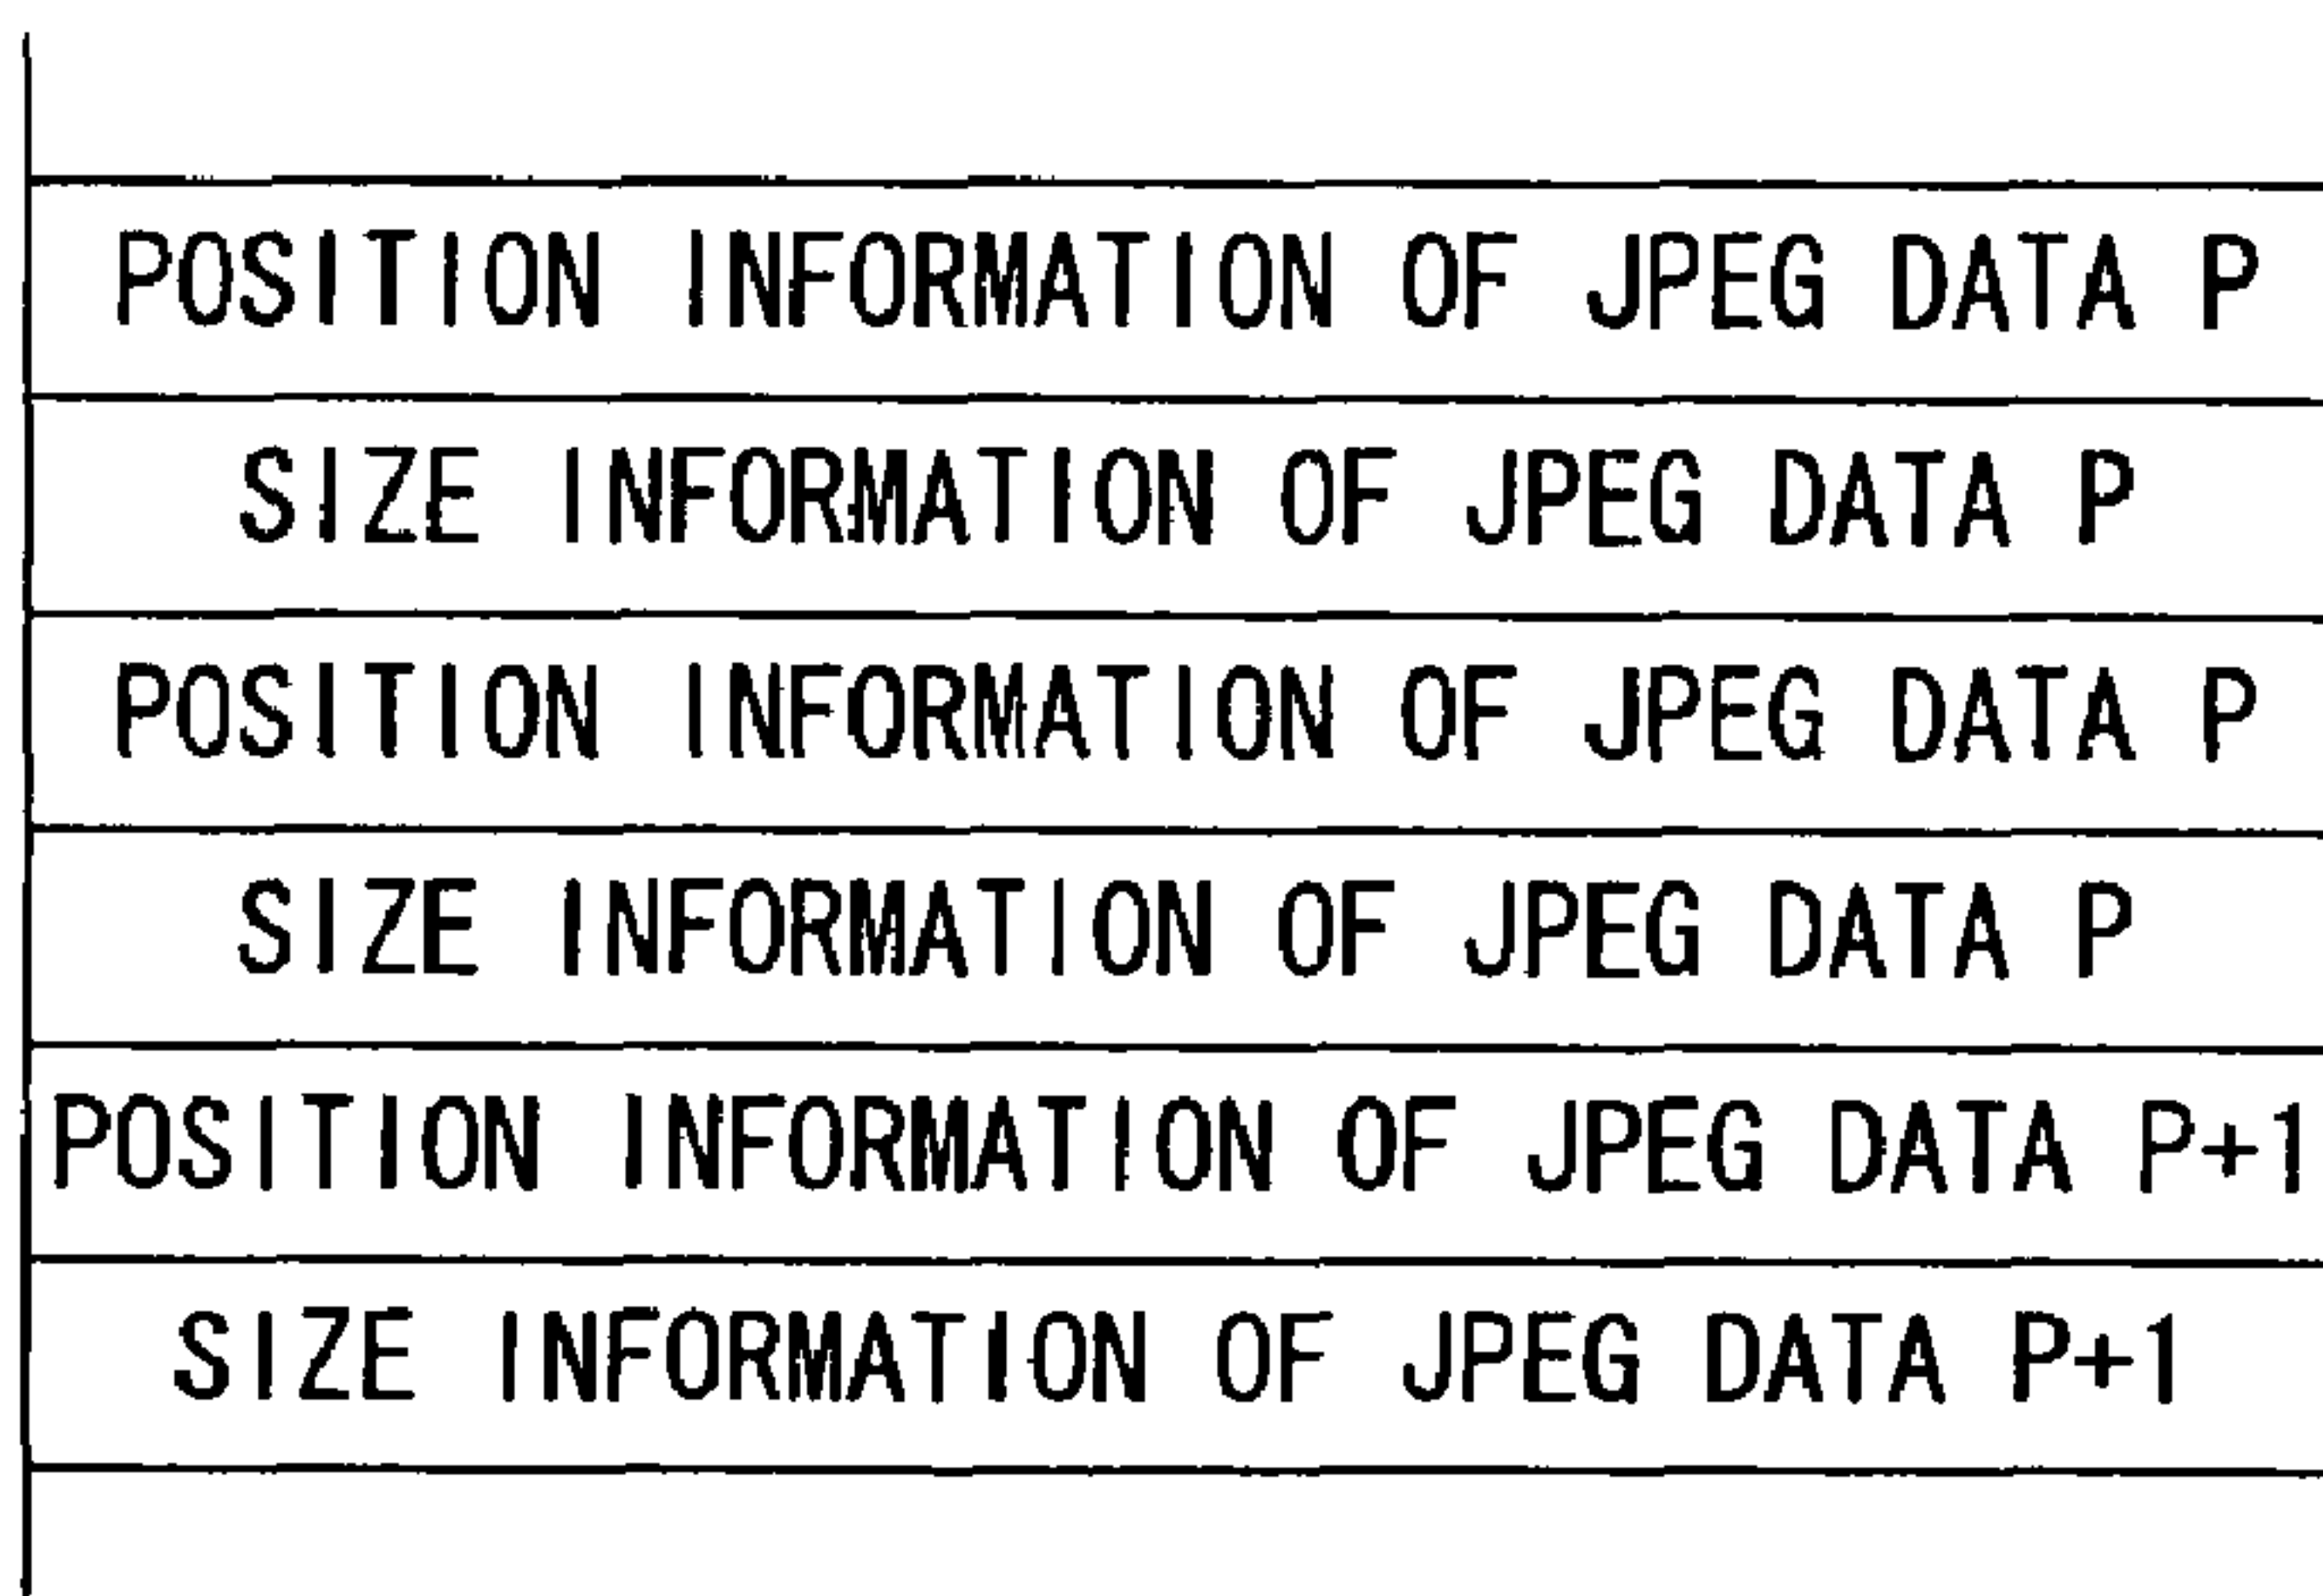 POSITION INFORMATION OF JPEG DATA P
SIZE INFORMATION OF JPEG DATA P
POSITION INFORMATION OF JPEG DATA P
SIZE INFORMATION OF JPEG DATA P
POSITION INFORMATION OF JPEG DATA P+1
SIZE INFORMATION OF JPEG DATA P+1